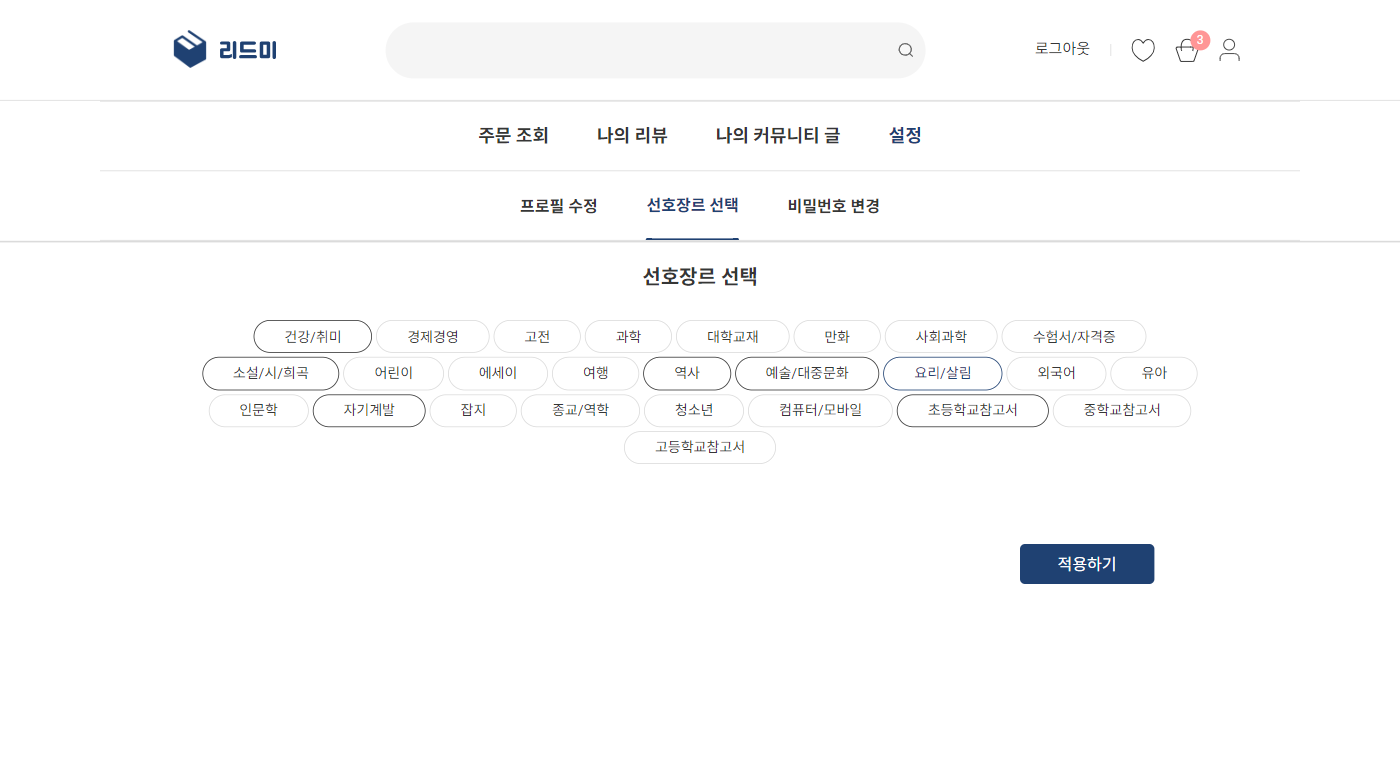 리드미
로그아웃 3
주문 조회 나의 리뷰 나의 커뮤니티 글 설정
프로필 수정 선호장르 선택 비밀번호 변경
선호장르 선택
건강/취미 경제경영 고전 과학 대학교재 만화 사회과학 수험서/자격증
소설/시/희곡 어린이 에세이 여행 역사 예술/대중문화 요리/살림 외국어 유아
인문학 자기계발 잡지 종교/역학 청소년 컴퓨터/모바일 초등학교참고서 중학교참고서
고등학교참고서
적용하기